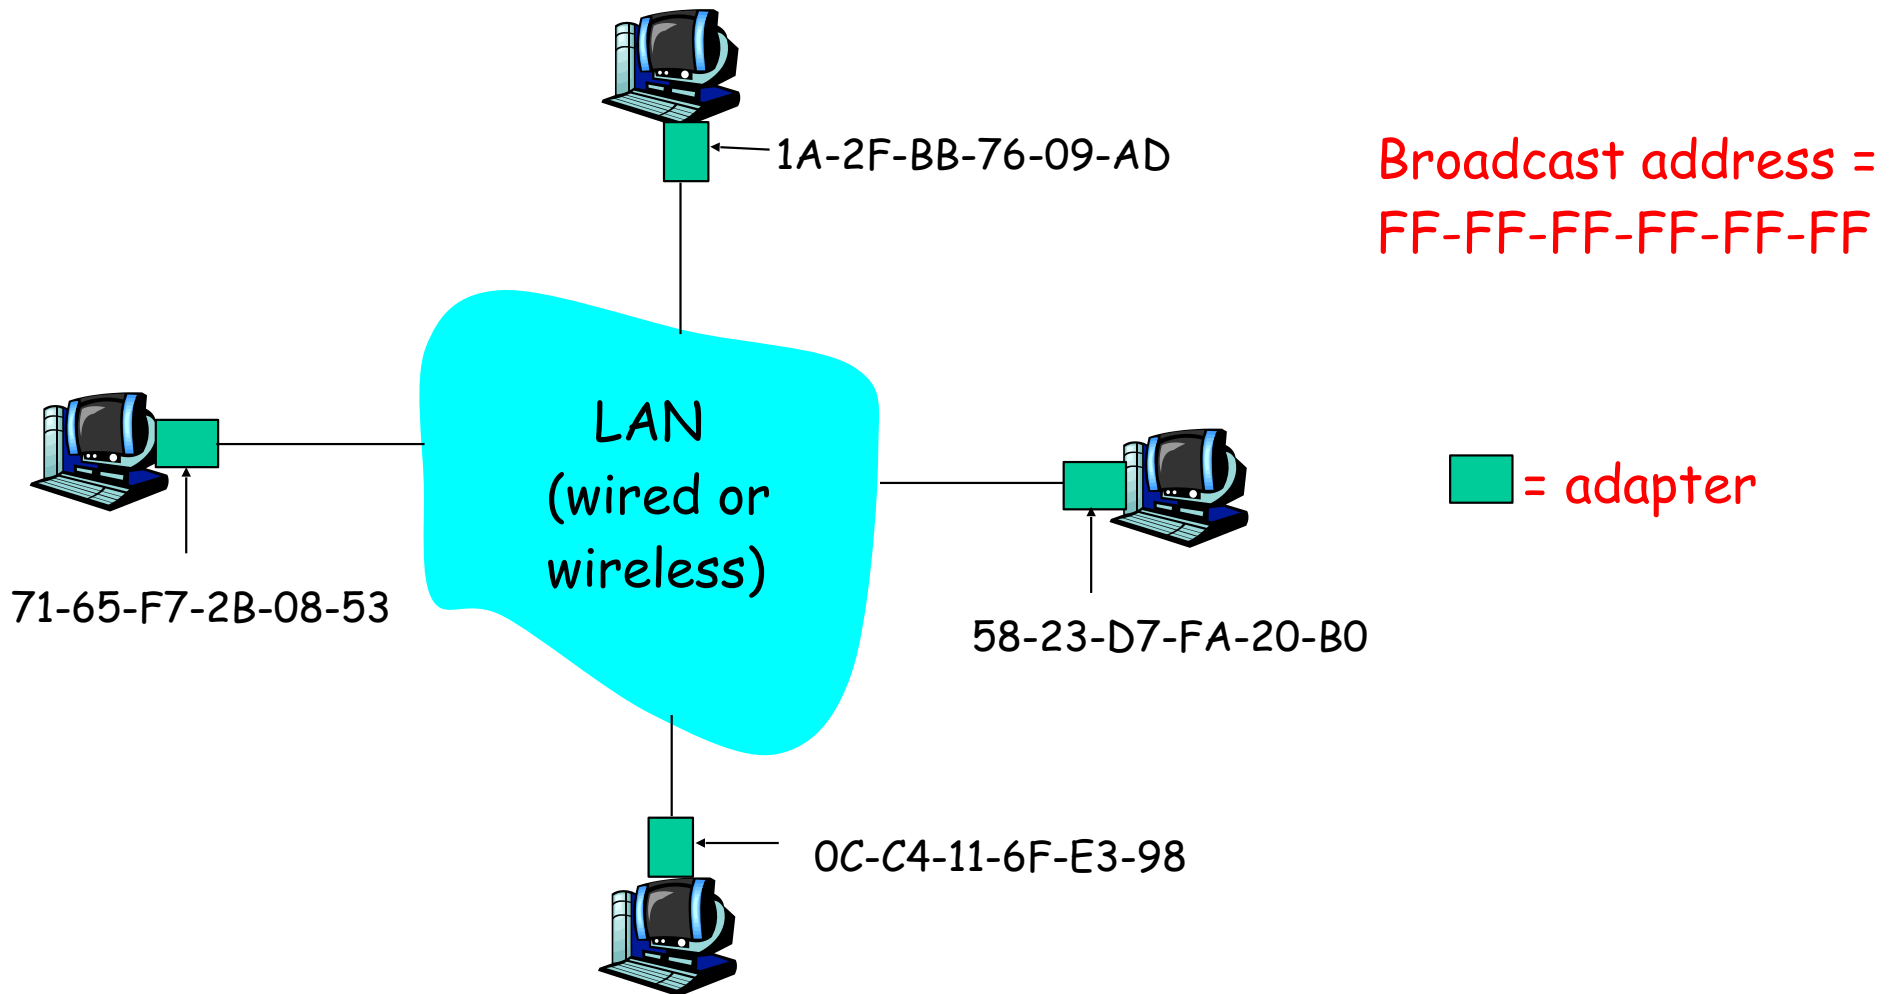 1A-2F-BB-76-09-AD
Broadcast address =
FF-FF-FF-FF-FF-FF
LAN
(wired or
wireless)
= adapter
71-65-F7-2B-08-53
58-23-D7-FA-20-B0
0C-C4-11-6F-E3-98